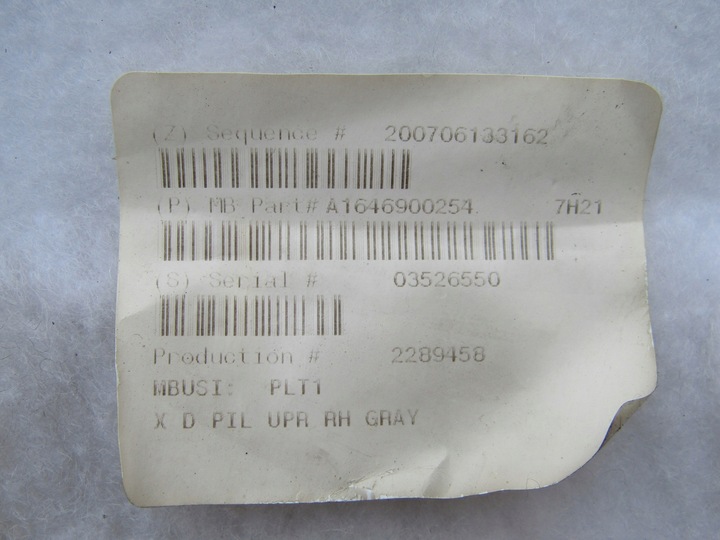 (Z) Sequence # 200706133162
(P) MB Part# A1646900254 7H21
(S) Serial # 03526550
Production # 2289458
MBUSI: PLT1
X D PIL UPR RH GRAY